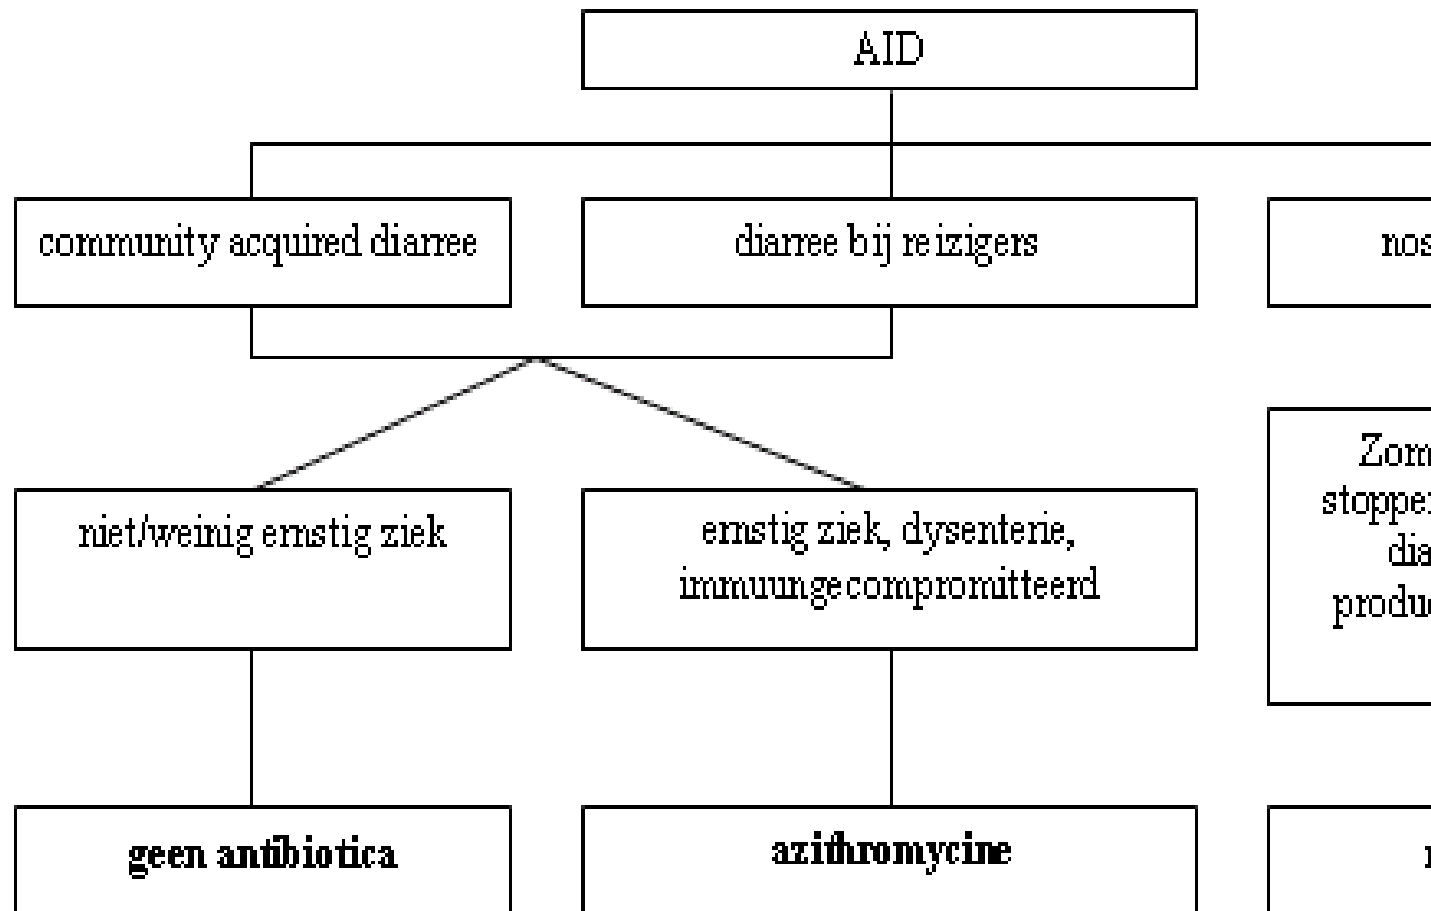 AID
community acquired diarree
diarree bij reizigers
niet/weinig ernstig ziek
ernstig ziek, dysenterie,
immuungecompromitteerd
geen antibiotica
azithromycine